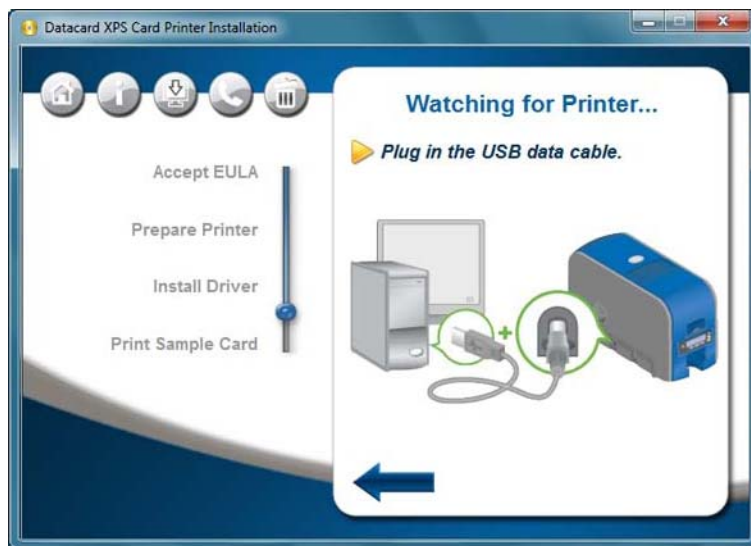 Datacard XPS Card Printer Installation
Watching for Printer...
Plug in the USB data cable.
Accept EULA
Prepare Printer
Install Driver
Print Sample Card